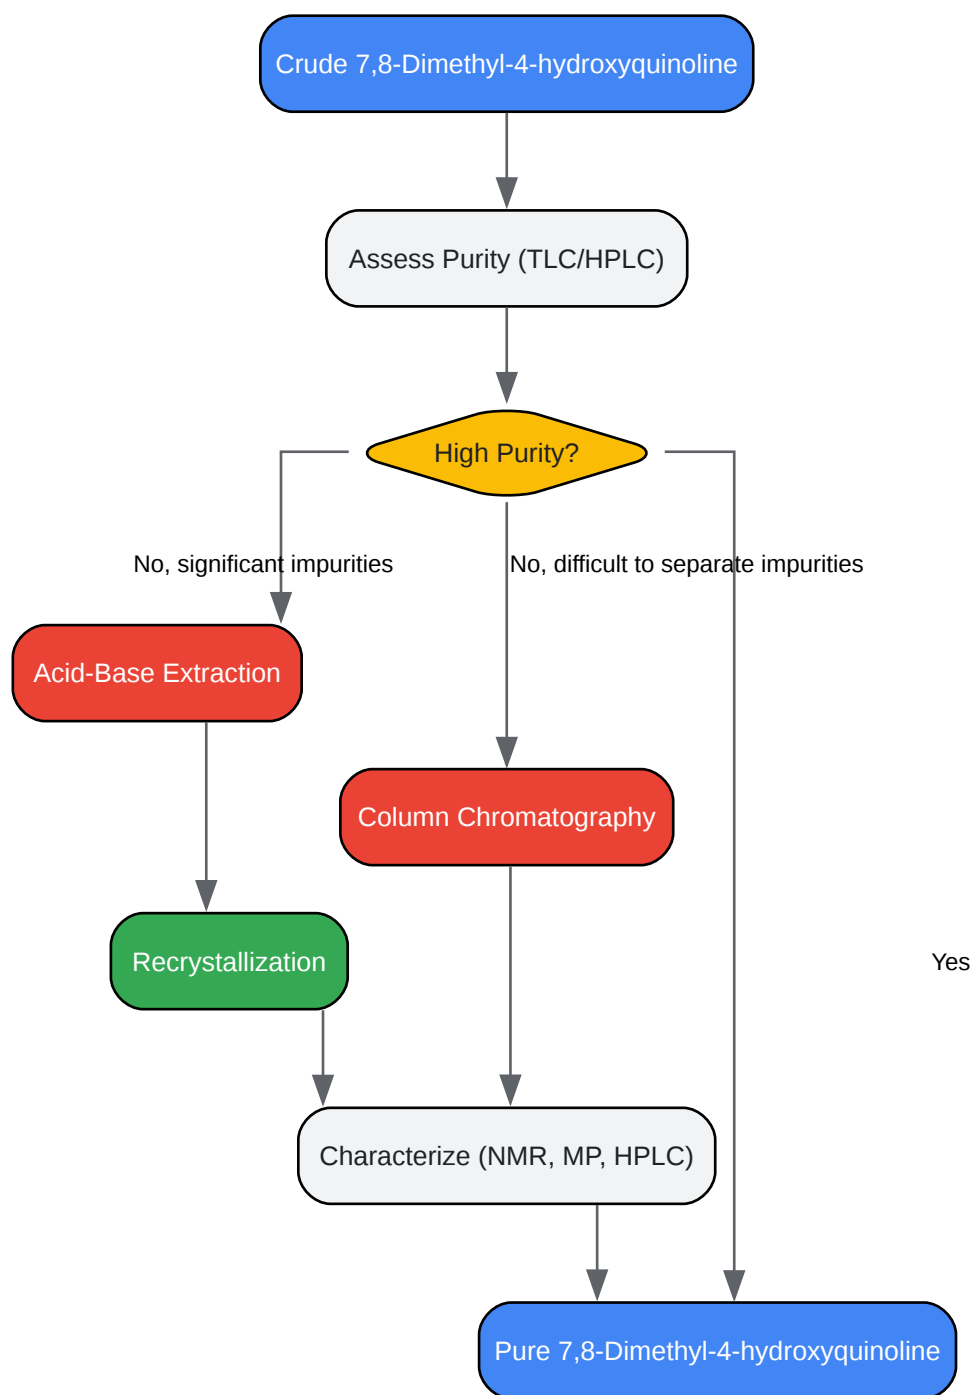 Crude 7,8-Dimethyl-4-hydroxyquinoline
Assess Purity (TLC/HPLC)
High Purity?
No, significant impurities
No, difficult to separate impurities
Acid-Base Extraction
Column Chromatography
Recrystallization
Yes
Characterize (NMR, MP, HPLC)
Pure 7,8-Dimethyl-4-hydroxyquinoline